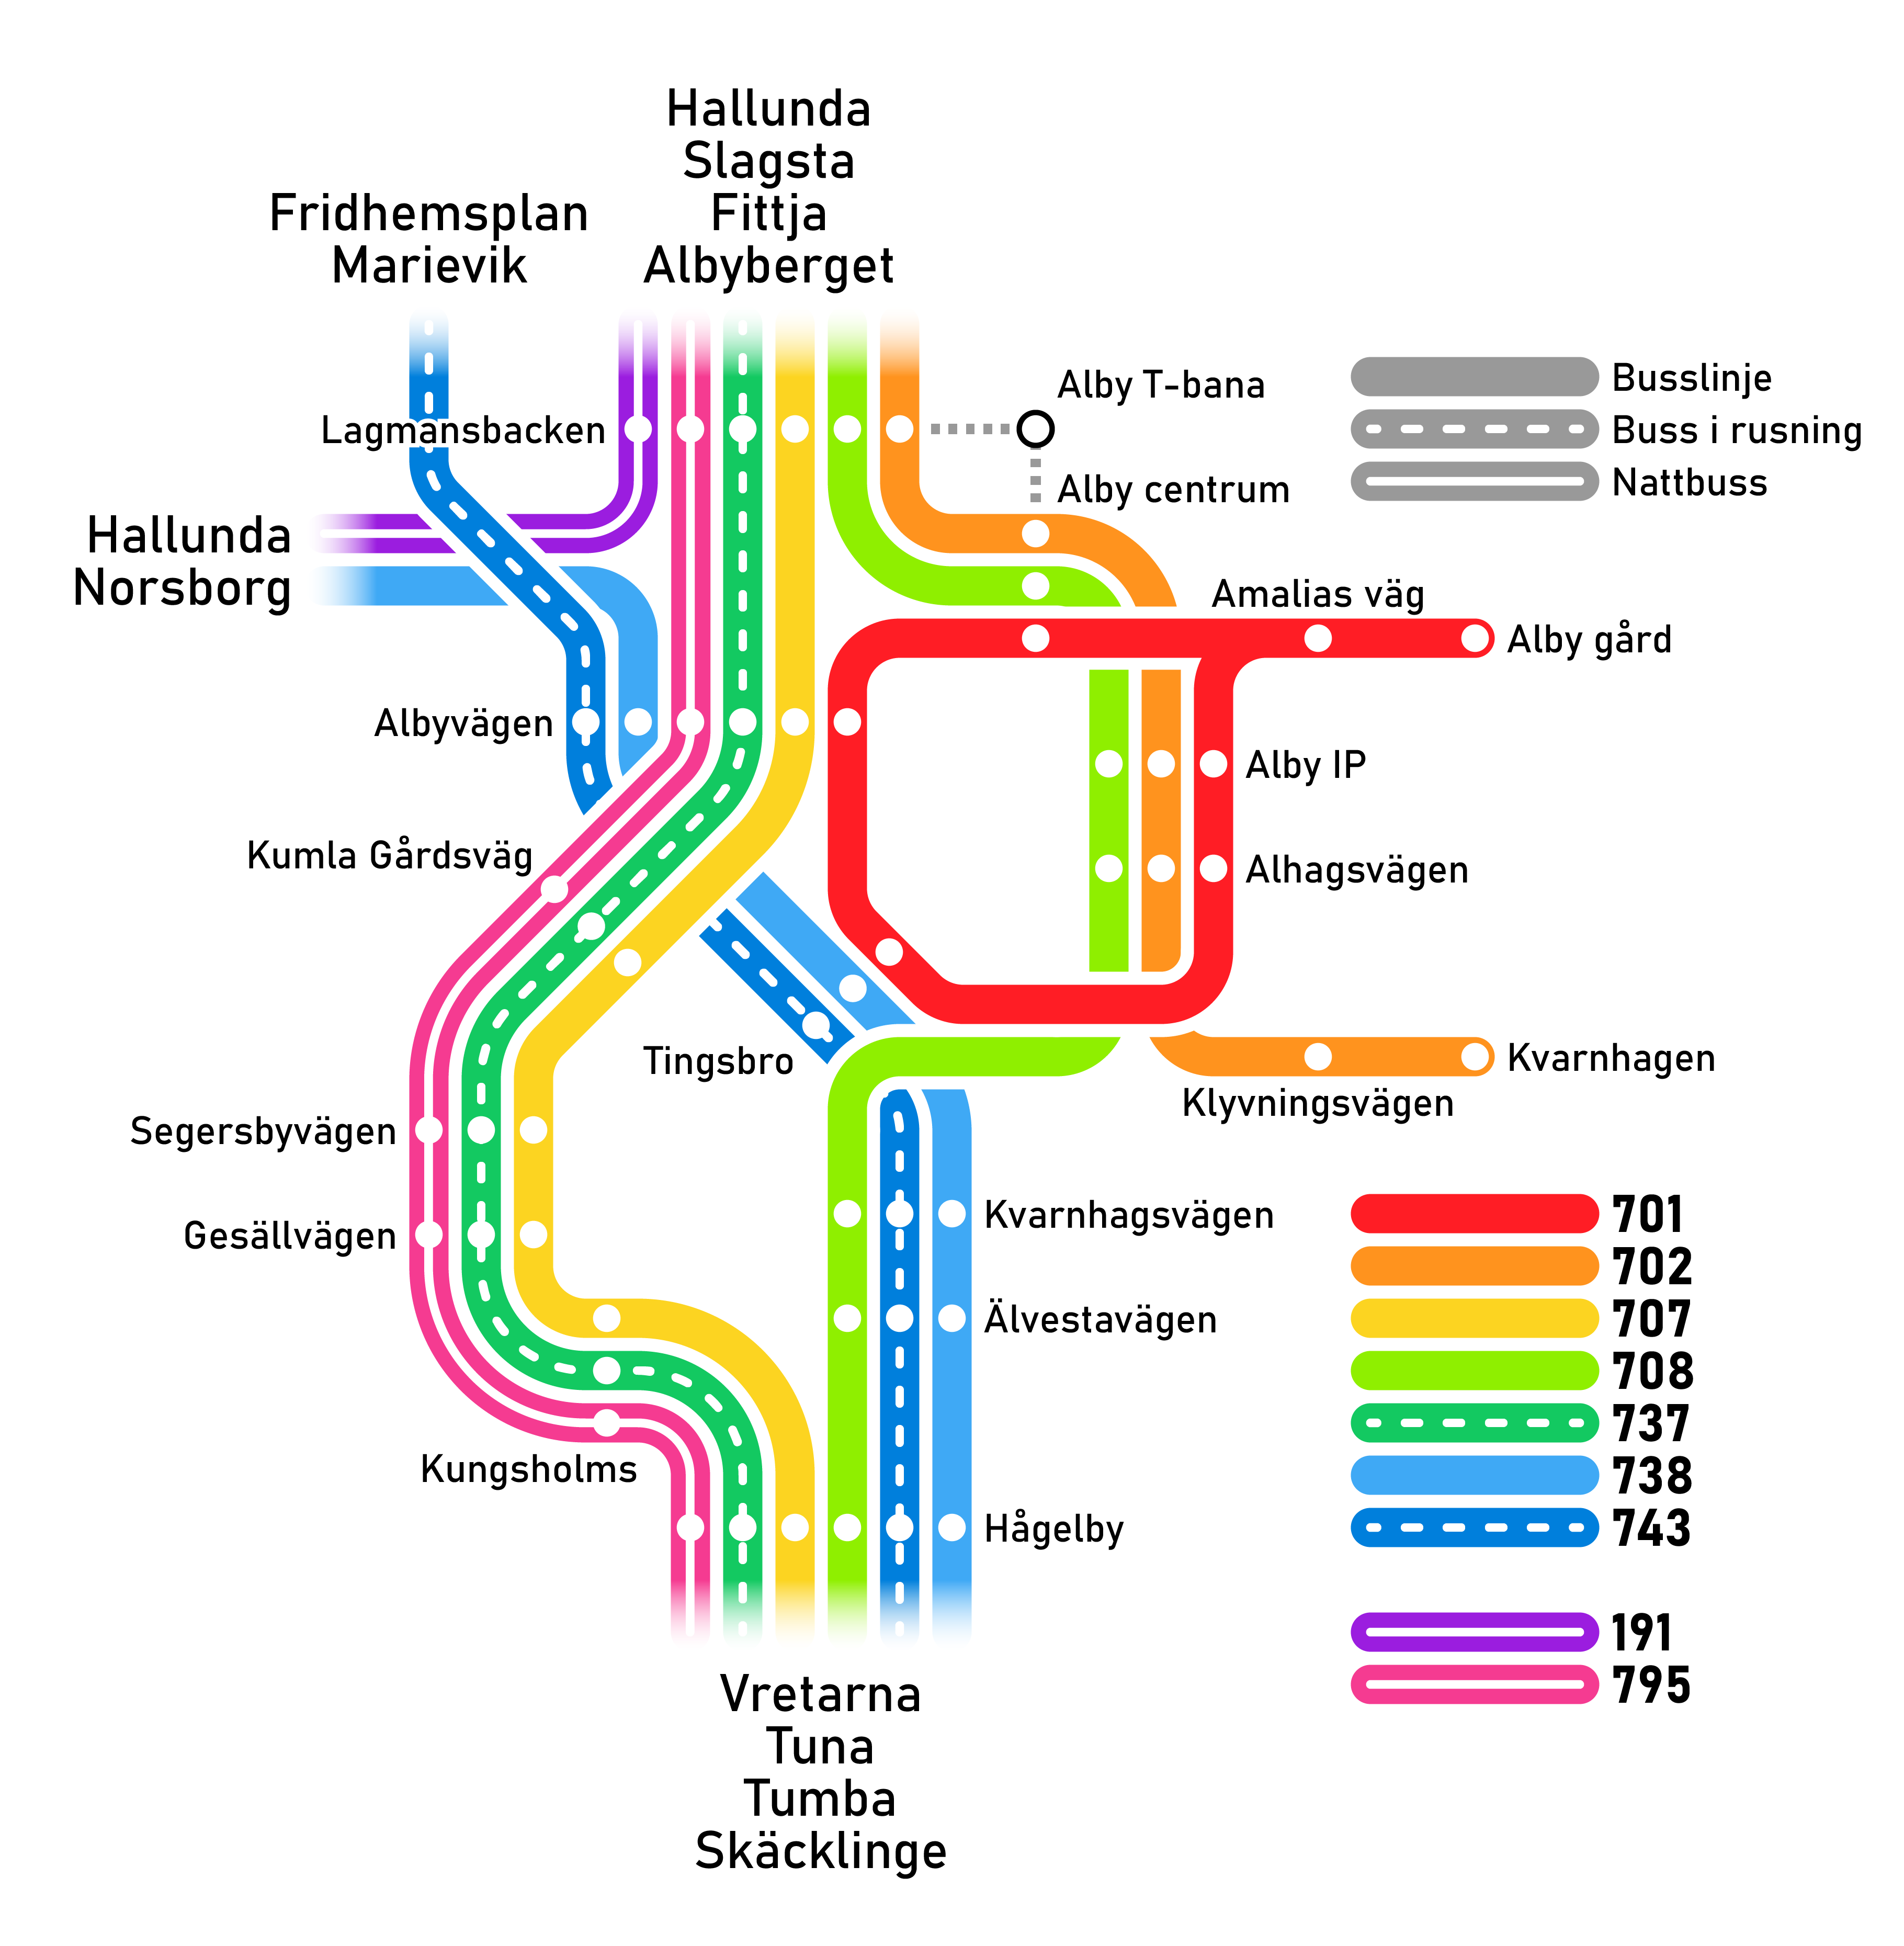 Hallunda
Slagsta
Fittja
Albyberget
Fridhemsplan
Marievik
Alby T-bana
Busslinje
Lagmansbacken
Buss i rusning
Alby centrum
Nattbuss
Hallunda
Norsborg
Amalias väg
Alby gård
Albyvägen
Alby IP
Kumla Gårdsväg
Alhagsvägen
Tingsbro
Kvarnhagen
Klyvningsvägen
Segersbyvägen
Kvarnhagsvägen
Gesällvägen
Älvestavägen
Kungsholms
Hågelby
701
702
707
708
737
738
743
191
795
Vretarna
Tuna
Tumba
Skäcklinge